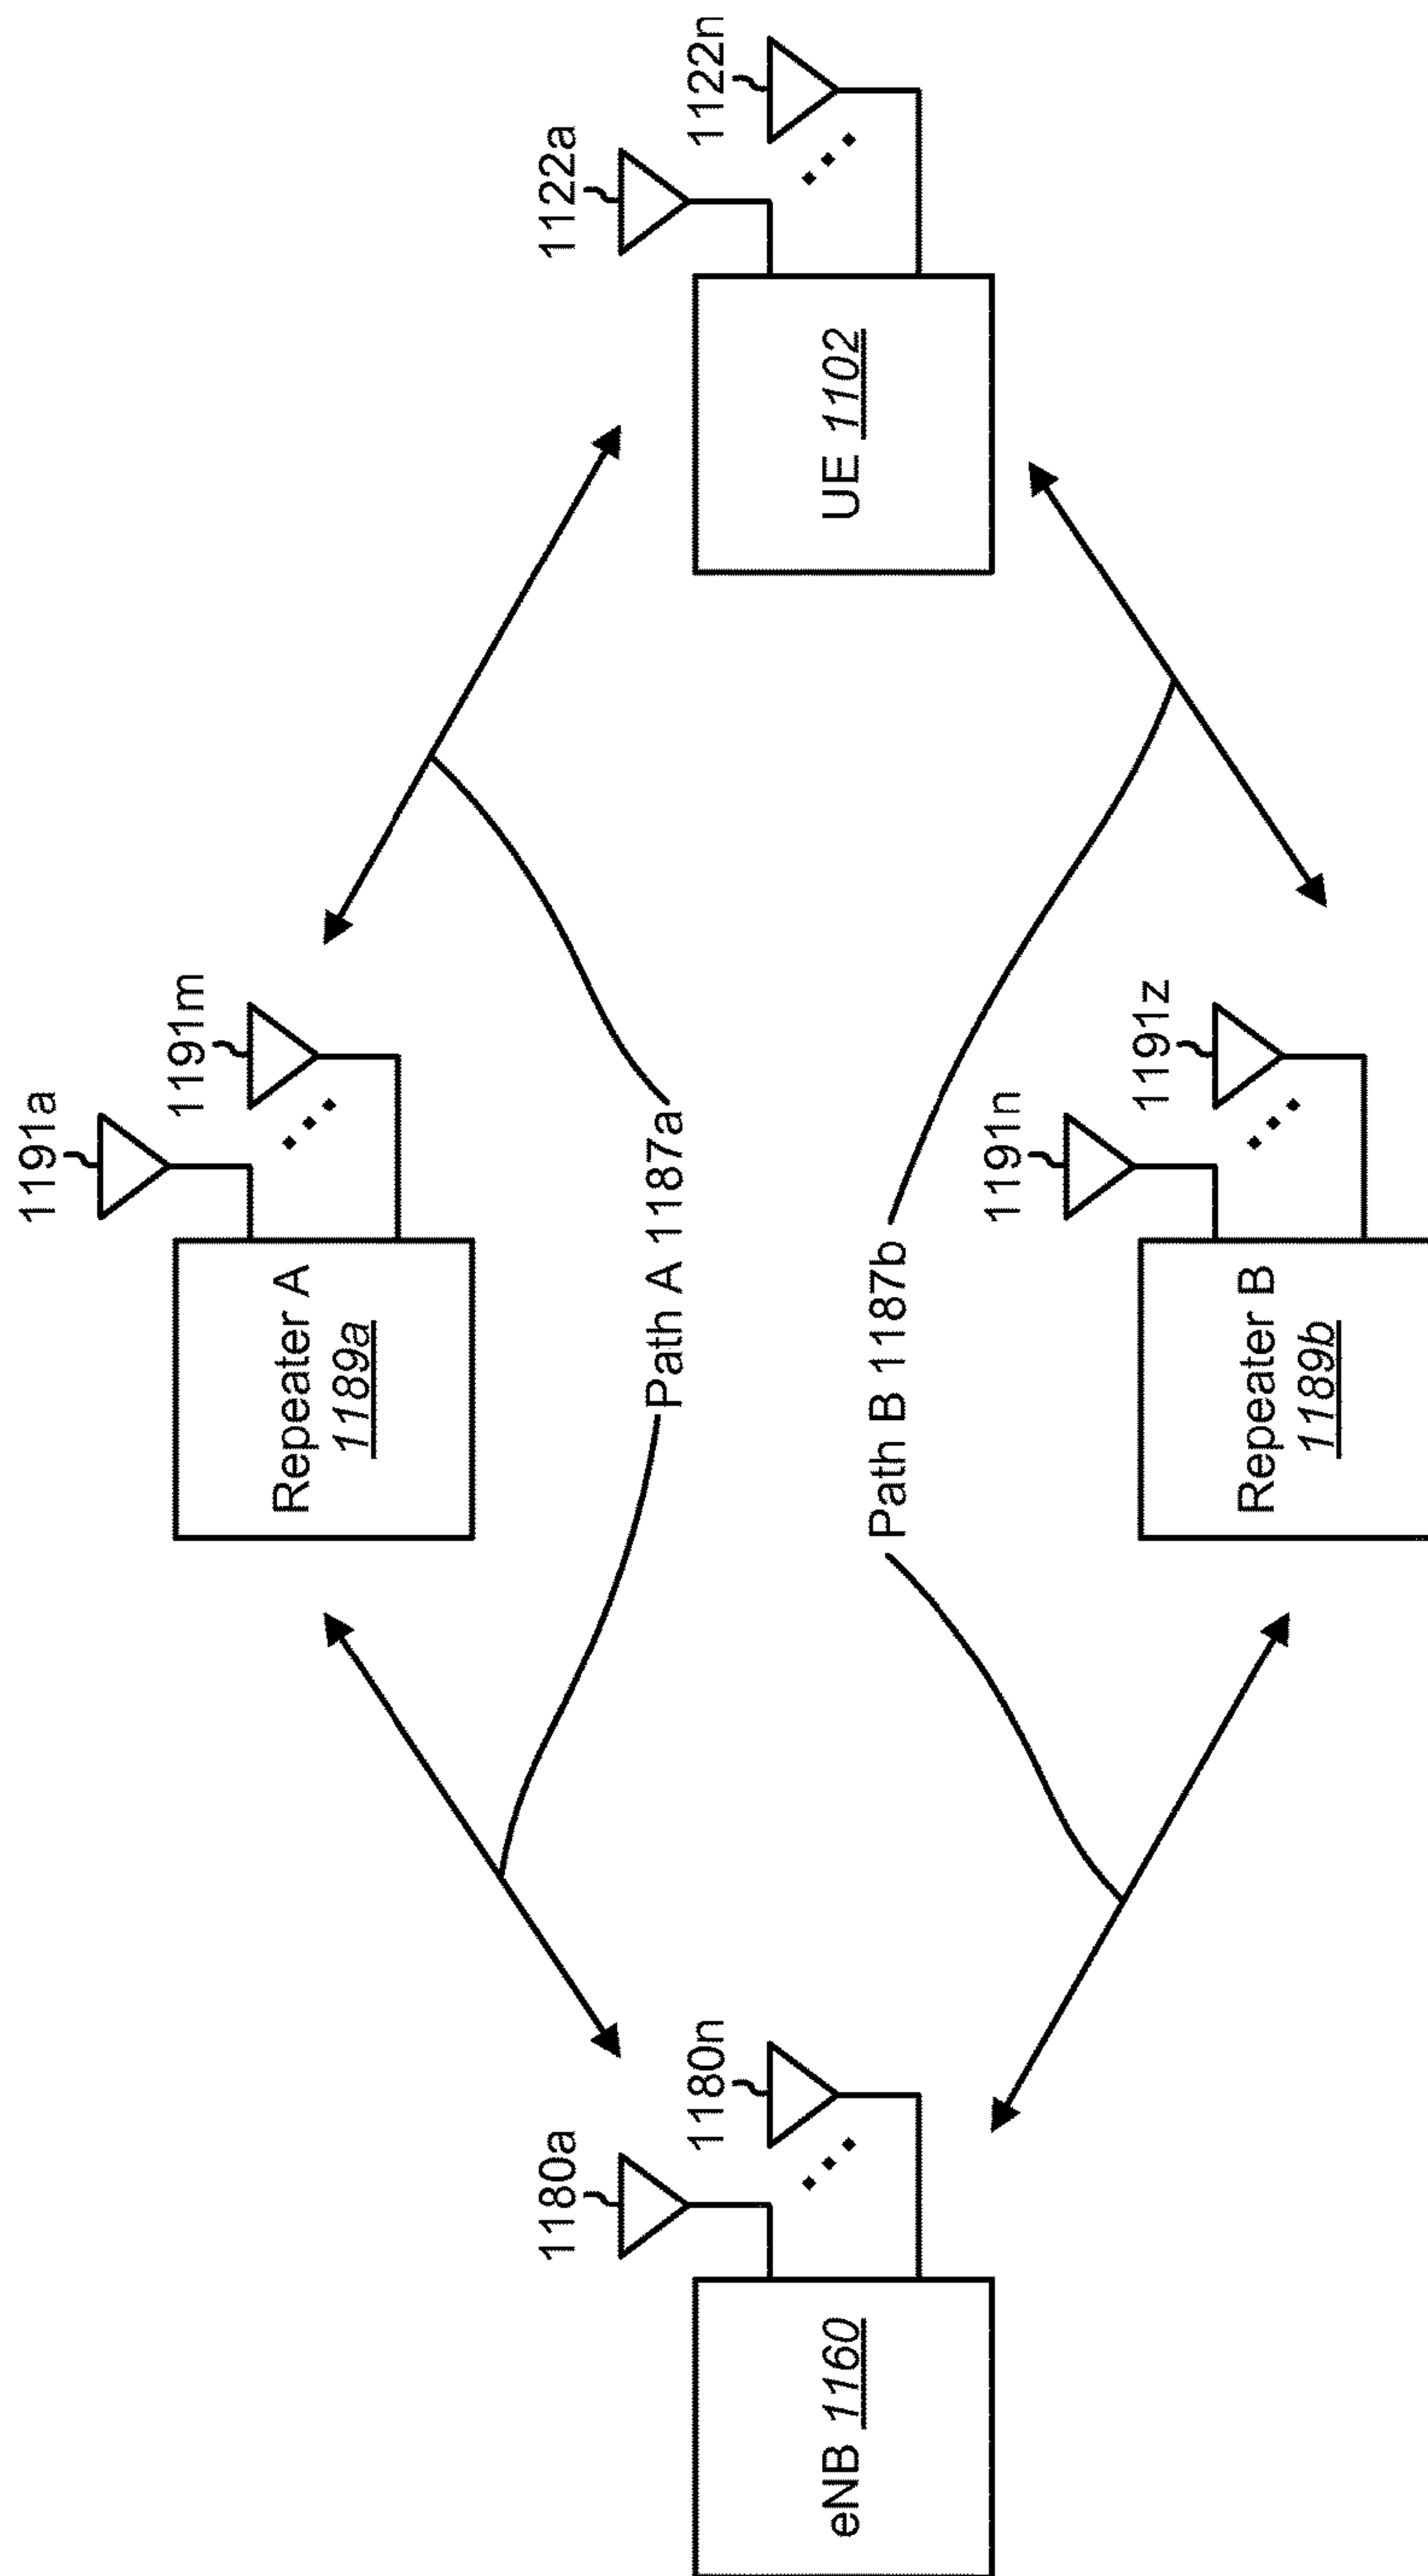 1191a
1191m
Repeater A
1189a
1180a
1180n
eNB 1160
Path A 1187a
1122a
1122n
UE 1102
Path B 1187b
1191n
1191z
Repeater B
1189b